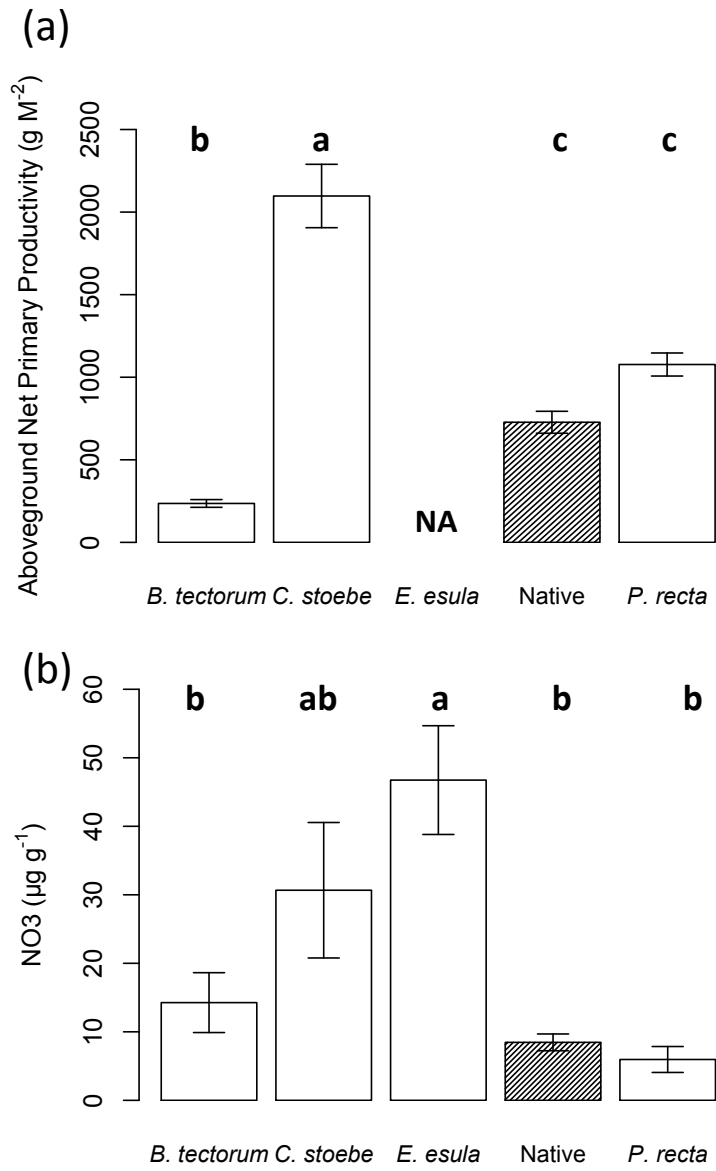 (a)
Aboveground Net Primary Productivity (g M⁻²)
2500
2000
1500
1000
500
0
b a c c
NA
B. tectorum C. stoebe E. esula Native P. recta
(b)
NO3 (µg g⁻¹)
60
50
40
30
20
10
0
b ab a b b
B. tectorum C. stoebe E. esula Native P. recta